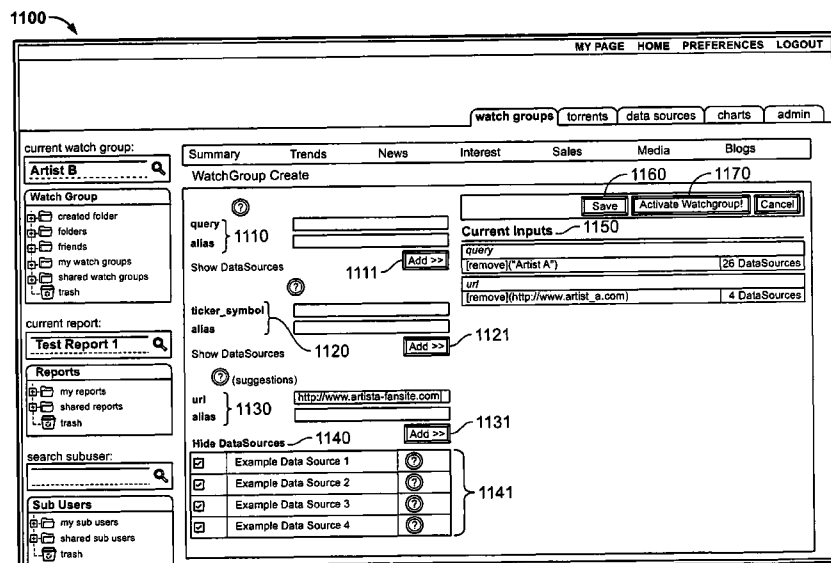 1100
MY PAGE HOME PREFERENCES LOGOUT
watch groups torrents data sources charts admin
current watch group:
Artist B
Watch Group
created folder
folders
friends
my watch groups
shared watch groups
trash
current report:
Test Report 1
Reports
my reports
shared reports
trash
search subuser:
Sub Users
my sub users
shared sub users
trash
Summary Trends News Interest Sales Media Blogs
WatchGroup Create
1160 1170
Save Activate Watchgroup! Cancel
?
query
alias
1110
Show DataSources
1111
Add >>
?
ticker_symbol
alias
1120
Show DataSources
Add >>
1121
? (suggestions)
url
alias
1130
http://www.artista-fansite.com
Add >>
1131
Hide DataSources 1140
Example Data Source 1 ?
Example Data Source 2 ?
Example Data Source 3 ?
Example Data Source 4 ?
1141
Current Inputs 1150
query
[remove]("Artist A") 26 DataSources
url
[remove](http://www.artist_a.com) 4 DataSources